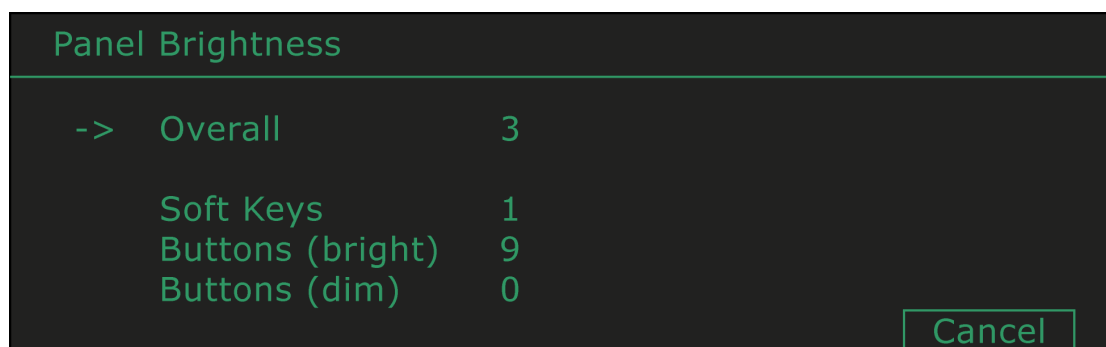 Panel Brightness
-> Overall 3
Soft Keys 1
Buttons (bright) 9
Buttons (dim) 0
Cancel